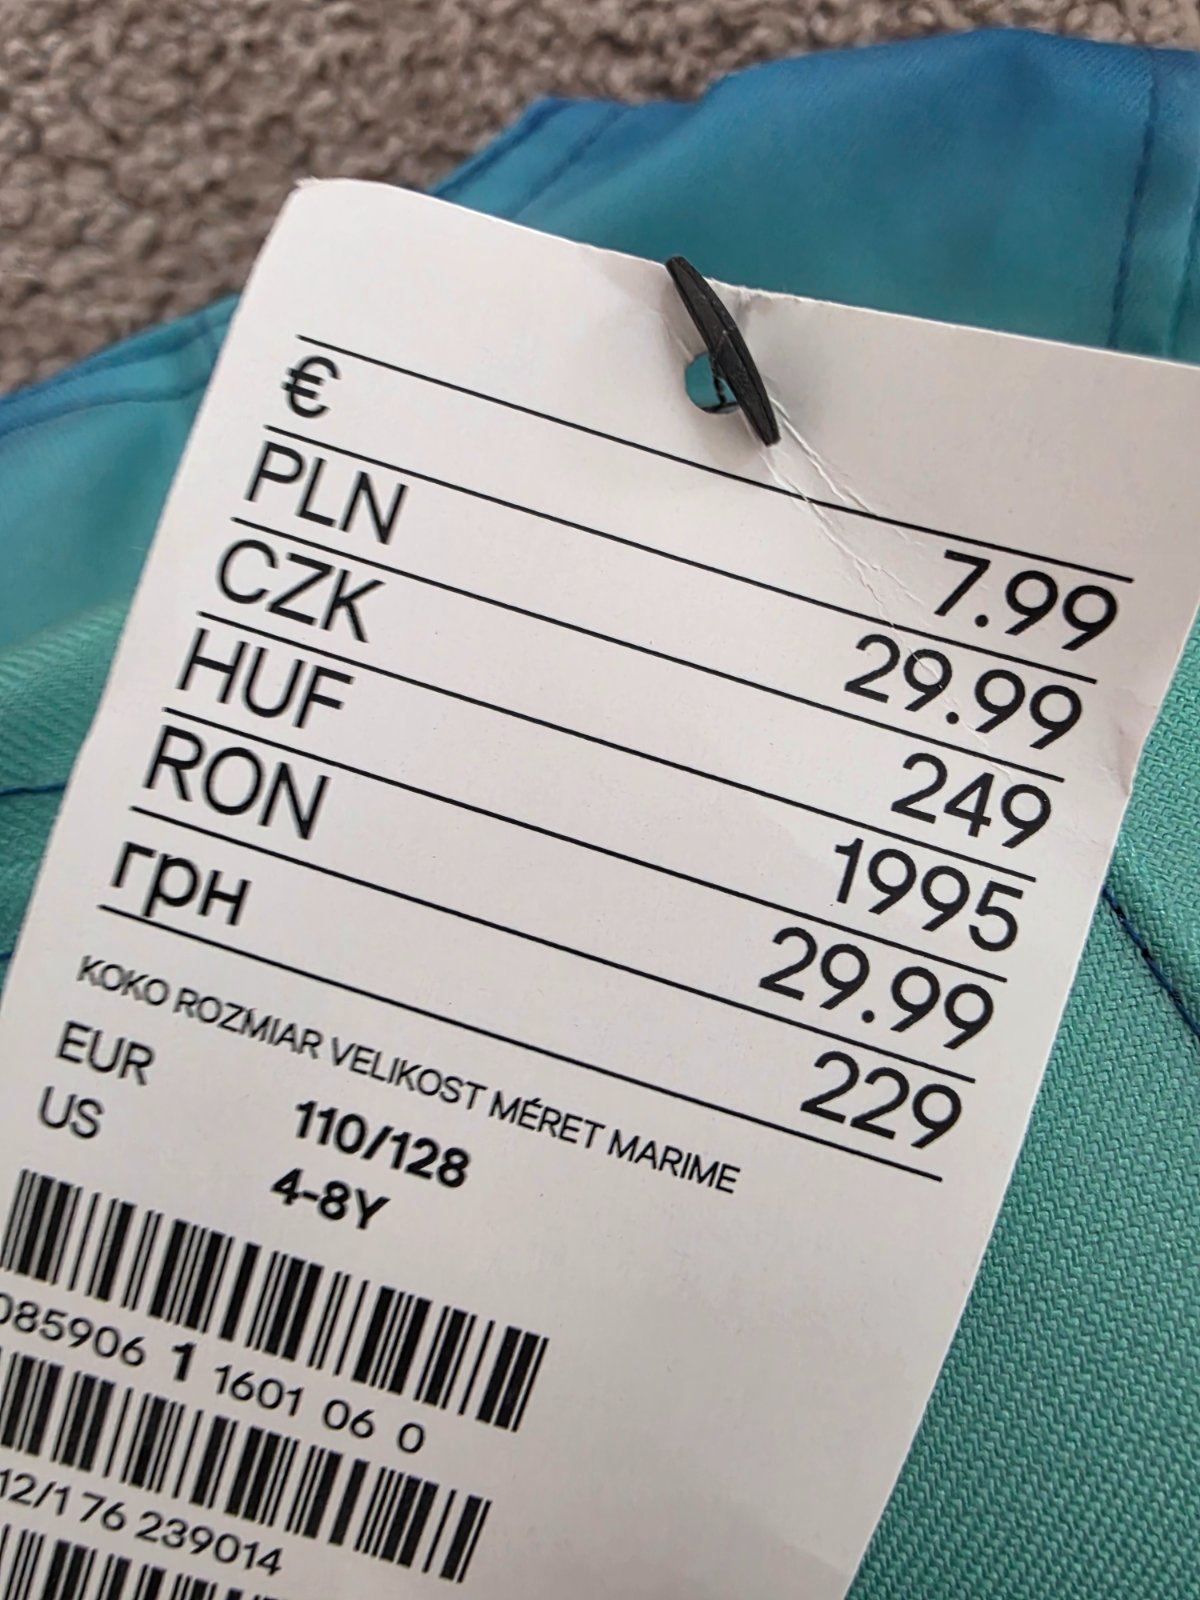 € 7.99
PLN 29.99
CZK 249
HUF 1995
RON 29.99
грн 229
KOKO ROZMIAR VELIKOST MÉRET MARIME
EUR 110/128
US 4-8Y
085906 1 1601 06 0
12/1 76 239014